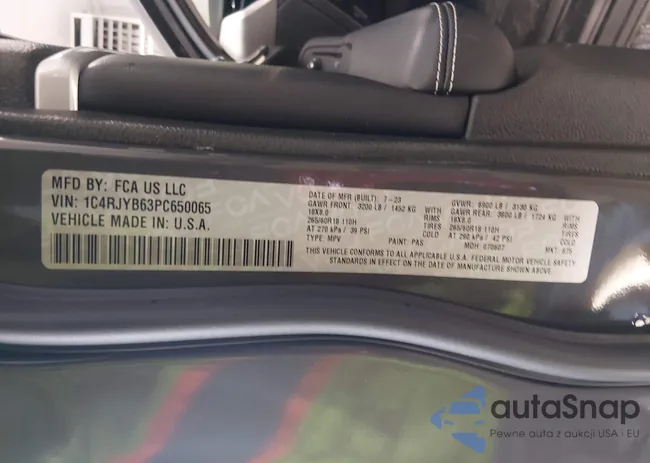 MFD BY: FCA US LLC
VIN: 1C4RJYB63PC650065
VEHICLE MADE IN U.S.A.
DATE OF MFR (BUILT): 1-23
GVWR: 6900 LB / 3130 KG
GAWR FRONT: 3200 LB / 1452 KG WITH
GAWR REAR: 3800 LB / 1724 KG WITH
18X8.0 RIMS
18X8.0 RIMS
265/60R18 110H TIRES
265/60R18 110H TIRES
AT 270 kPa / 39 PSI COLD
AT 290 kPa / 42 PSI COLD
TYPE: MPV PAINT: PAS
MDH: 070607
THIS VEHICLE CONFORMS TO ALL APPLICABLE U.S.A. FEDERAL MOTOR VEHICLE SAFETY
STANDARDS IN EFFECT ON THE DATE OF MANUFACTURE SHOWN ABOVE.
autaSnap
Pewne auta z aukcji USA i EU